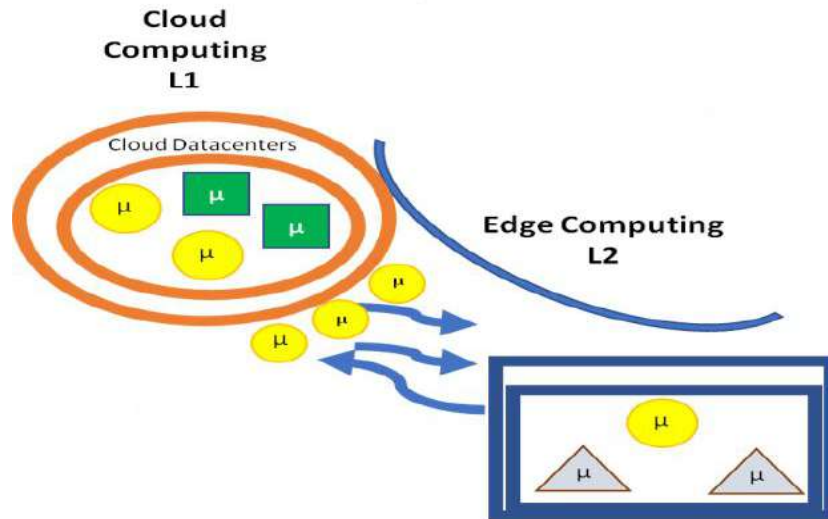 Cloud
Computing
L1
Cloud Datacenters
μ
μ
μ
μ
Edge Computing
L2
μ
μ
μ
μ
μ
μ